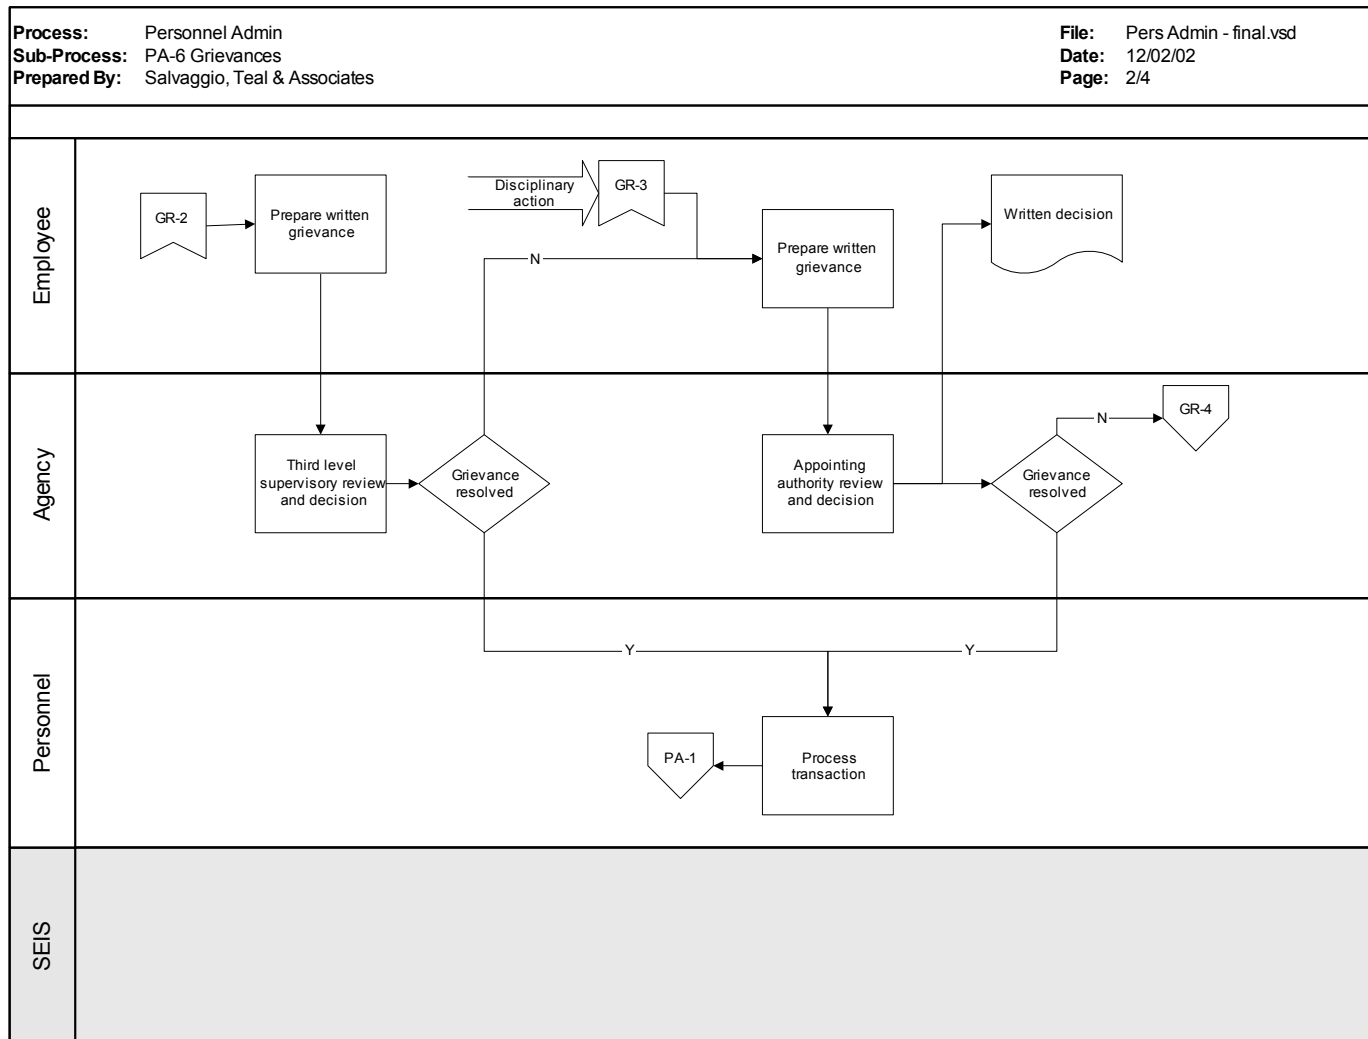 Process: Personnel Admin
Sub-Process: PA-6 Grievances
Prepared By: Salvaggio, Teal & Associates
File: Pers Admin - final.vsd
Date: 12/02/02
Page: 2/4
Employee
GR-2
Prepare written
grievance
Disciplinary
action
GR-3
N
Prepare written
grievance
Written decision
Agency
Third level
supervisory review
and decision
Grievance
resolved
Appointing
authority review
and decision
Grievance
resolved
N
GR-4
Personnel
Y
Y
PA-1
Process
transaction
SEIS